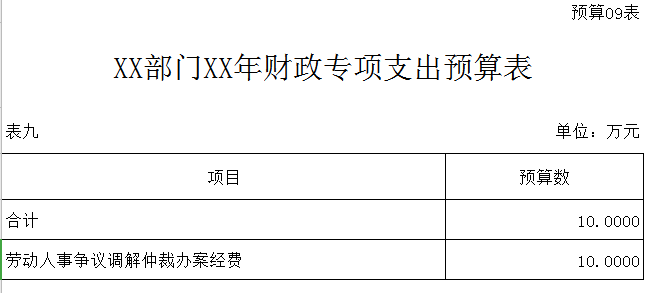 预算09表
XX部门XX年财政专项支出预算表
表九 单位：万元
项目 预算数
合计 10.0000
劳动人事争议调解仲裁办案经费 10.0000